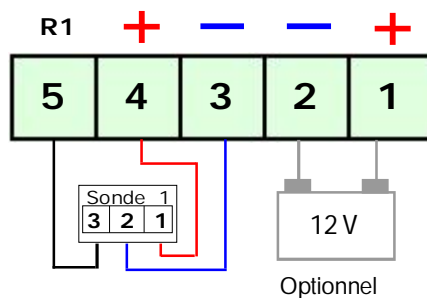 R1 + − − +
5 4 3 2 1
Sonde 1
3 2 1
12 V
Optionnel